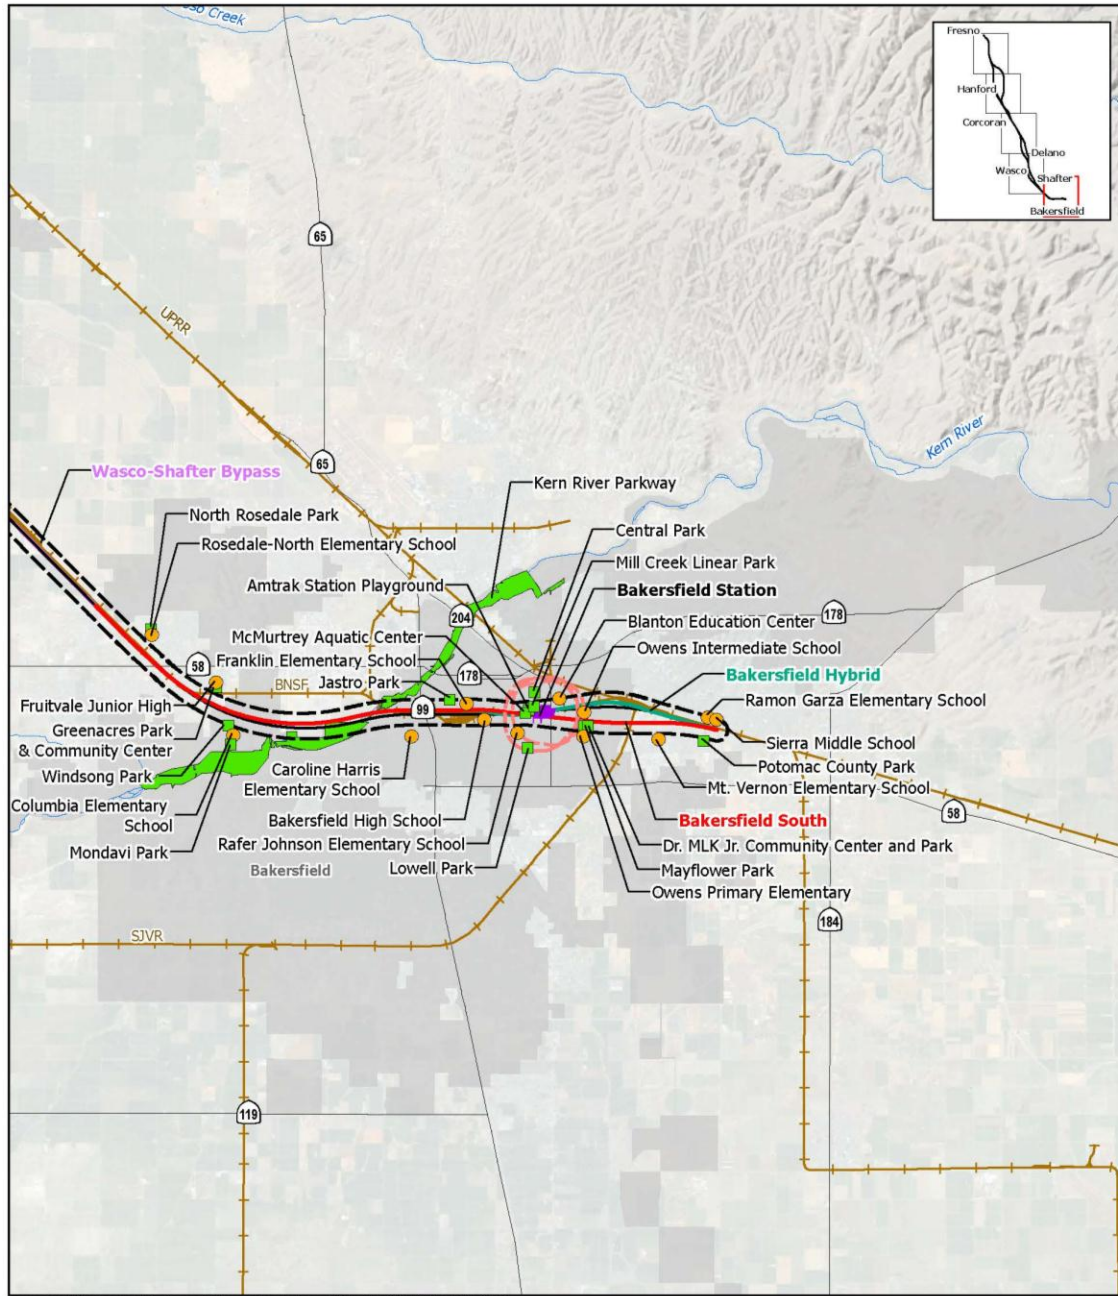 Creek
Fresno
Hanford
Corcoran
Delano
Wasco
Shafter
Bakersfield
65
UPRR
Kern River
65
Wasco-Shafter Bypass
Kern River Parkway
North Rosedale Park
Central Park
Rosedale-North Elementary School
Mill Creek Linear Park
Amtrak Station Playground
Bakersfield Station
204
178
Blanton Education Center
McMurtrey Aquatic Center
Owens Intermediate School
Franklin Elementary School
58
178
Bakersfield Hybrid
Jastro Park
BNSF
Ramon Garza Elementary School
Fruitvale Junior High
99
Greenacres Park
& Community Center
Sierra Middle School
Potomac County Park
Windsong Park
Caroline Harris
Elementary School
Mt. Vernon Elementary School
Columbia Elementary
School
58
Bakersfield High School
Bakersfield South
Rafer Johnson Elementary School
Dr. MLK Jr. Community Center and Park
Mondavi Park
Lowell Park
Mayflower Park
Bakersfield
Owens Primary Elementary
184
SJVR
119